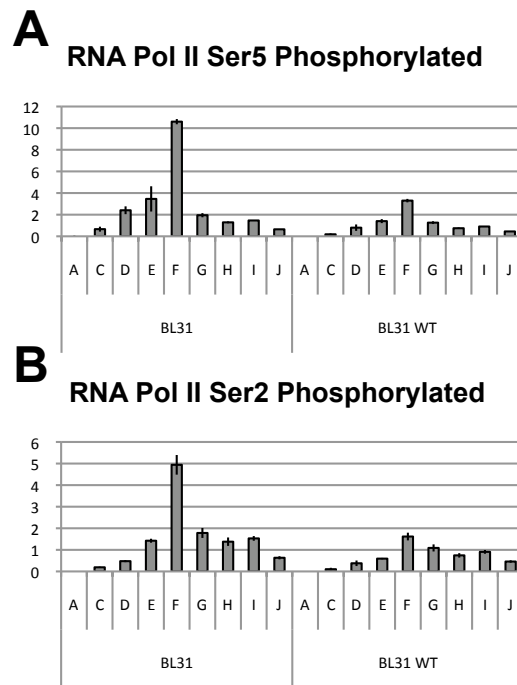 A
RNA Pol II Ser5 Phosphorylated
12
10
8
6
4
2
0
A C D E F G H I J A C D E F G H I J
BL31 BL31 WT
B
RNA Pol II Ser2 Phosphorylated
6
5
4
3
2
1
0
A C D E F G H I J A C D E F G H I J
BL31 BL31 WT